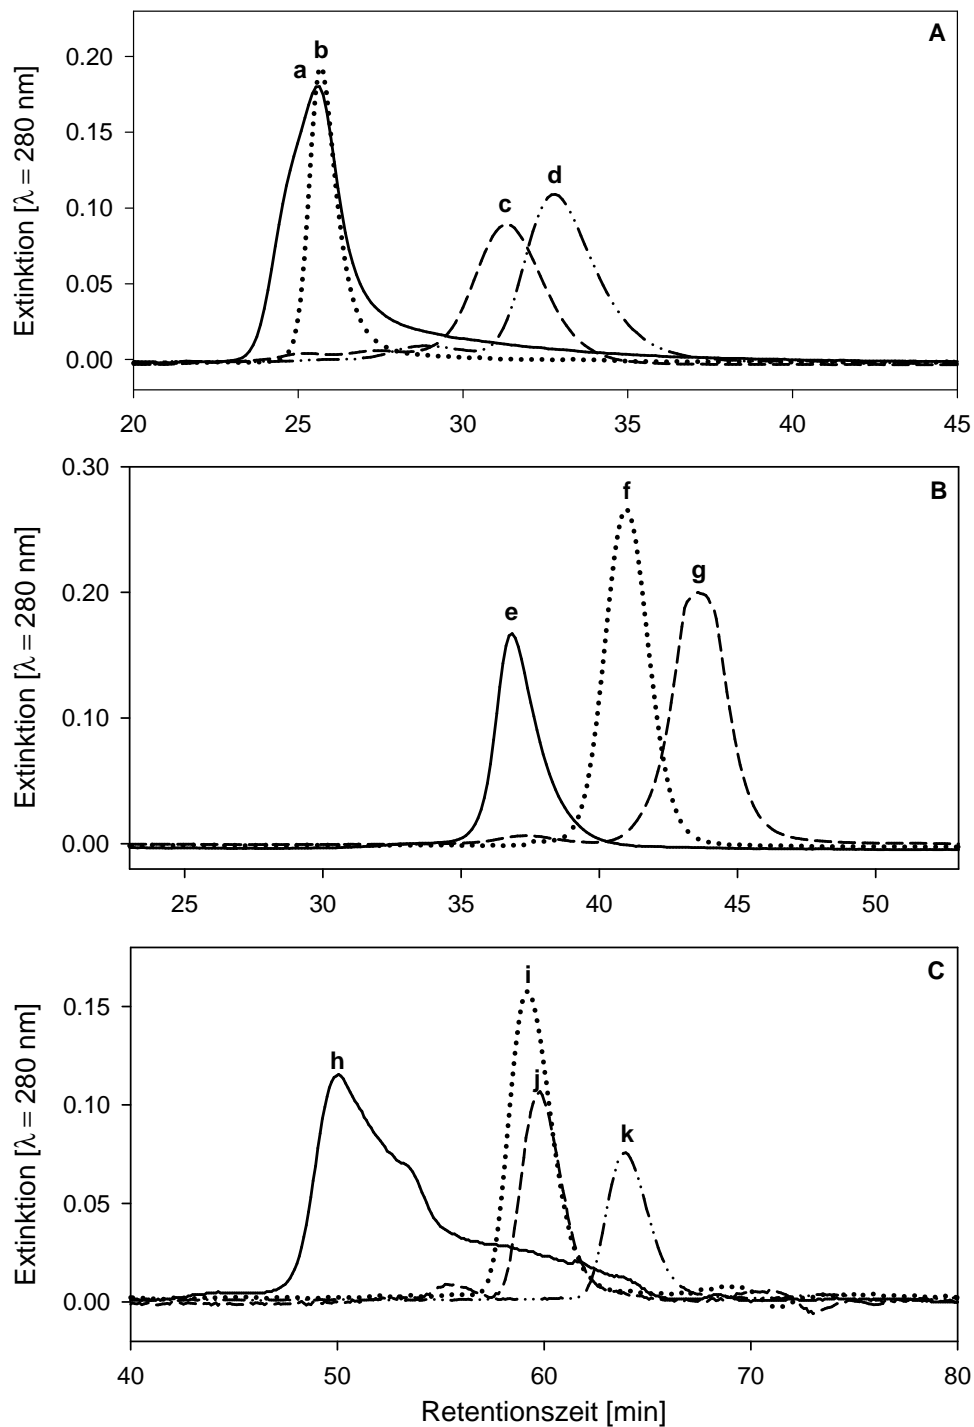 A
Extinktion [λ = 280 nm]
0.20
0.15
0.10
0.05
0.00
a
b
c
d
20 25 30 35 40 45
B
Extinktion [λ = 280 nm]
0.30
0.20
0.10
0.00
e
f
g
25 30 35 40 45 50
C
Extinktion [λ = 280 nm]
0.15
0.10
0.05
0.00
h
i
j
k
40 50 60 70 80
Retentionszeit [min]